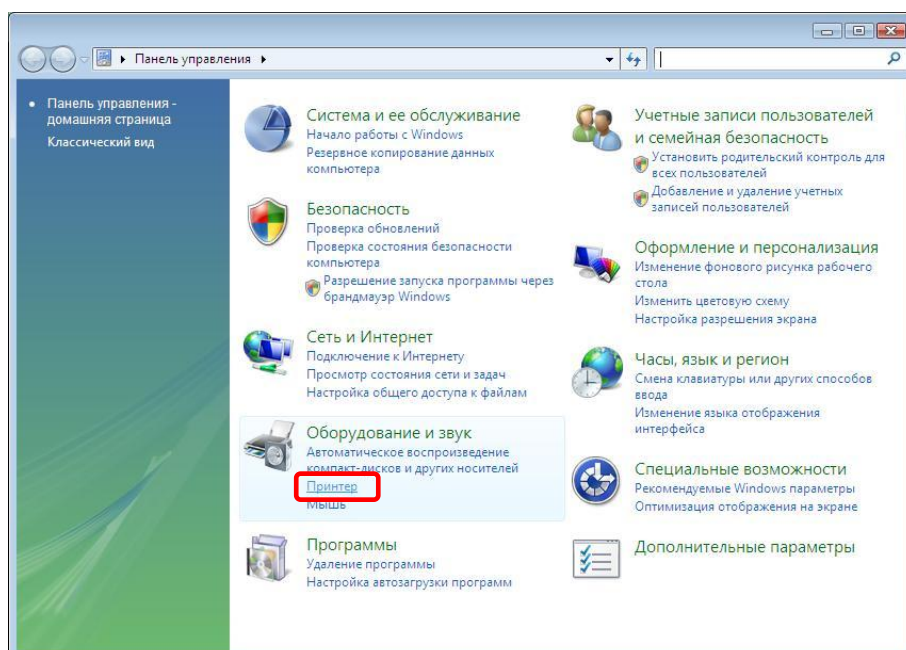 Панель управления
Панель управления -
домашняя страница
Классический вид
Система и ее обслуживание
Начало работы с Windows
Резервное копирование данных
компьютера
Безопасность
Проверка обновлений
Проверка состояния безопасности
компьютера
Разрешение запуска программы через
брандмауэр Windows
Сеть и Интернет
Подключение к Интернету
Просмотр состояния сети и задач
Настройка общего доступа к файлам
Оборудование и звук
Автоматическое воспроизведение
компакт-дисков и других носителей
Принтер
Мышь
Программы
Удаление программы
Настройка автозагрузки программ
Учетные записи пользователей
и семейная безопасность
Установить родительский контроль для
всех пользователей
Добавление и удаление учетных
записей пользователей
Оформление и персонализация
Изменение фонового рисунка рабочего
стола
Изменить цветовую схему
Настройка разрешения экрана
Часы, язык и регион
Смена клавиатуры или других способов
ввода
Изменение языка отображения
интерфейса
Специальные возможности
Рекомендуемые Windows параметры
Оптимизация отображения на экране
Дополнительные параметры